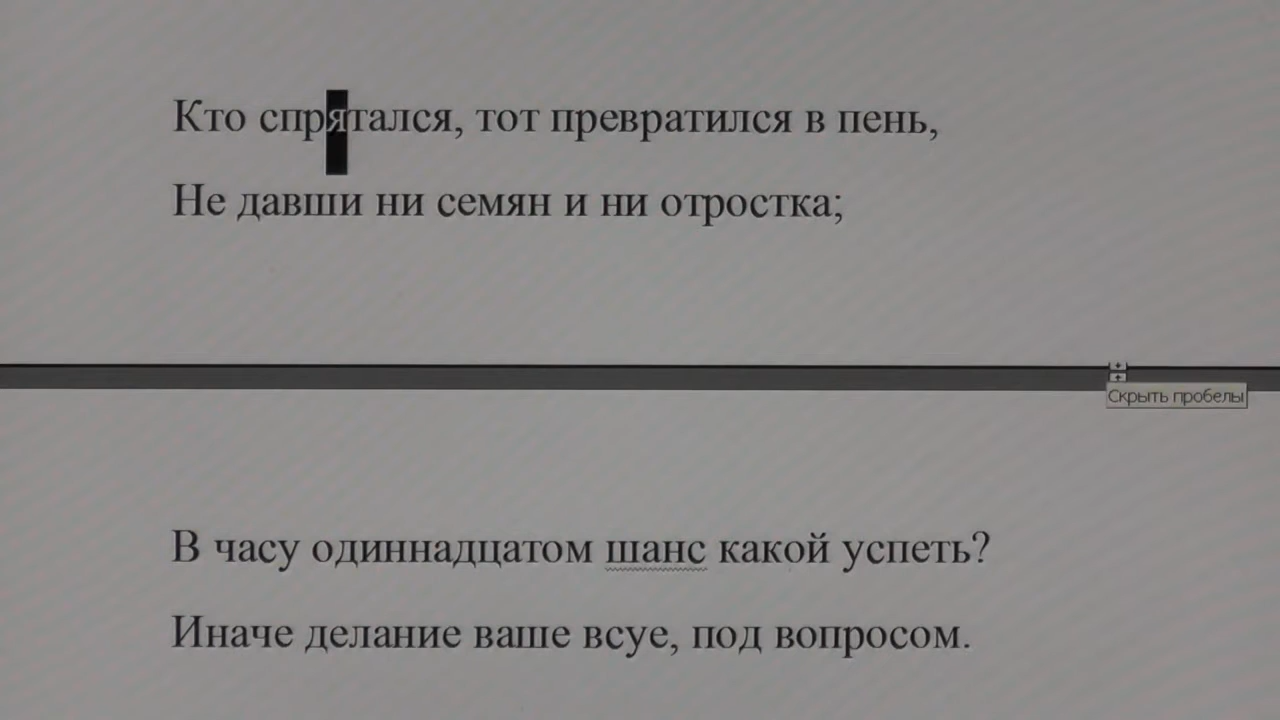 Кто спрятался, тот превратился в пень,
Не давши ни семян и ни отростка;
Скрыть пробелы
В часу одиннадцатом шанс какой успеть?
Иначе делание ваше всуе, под вопросом.